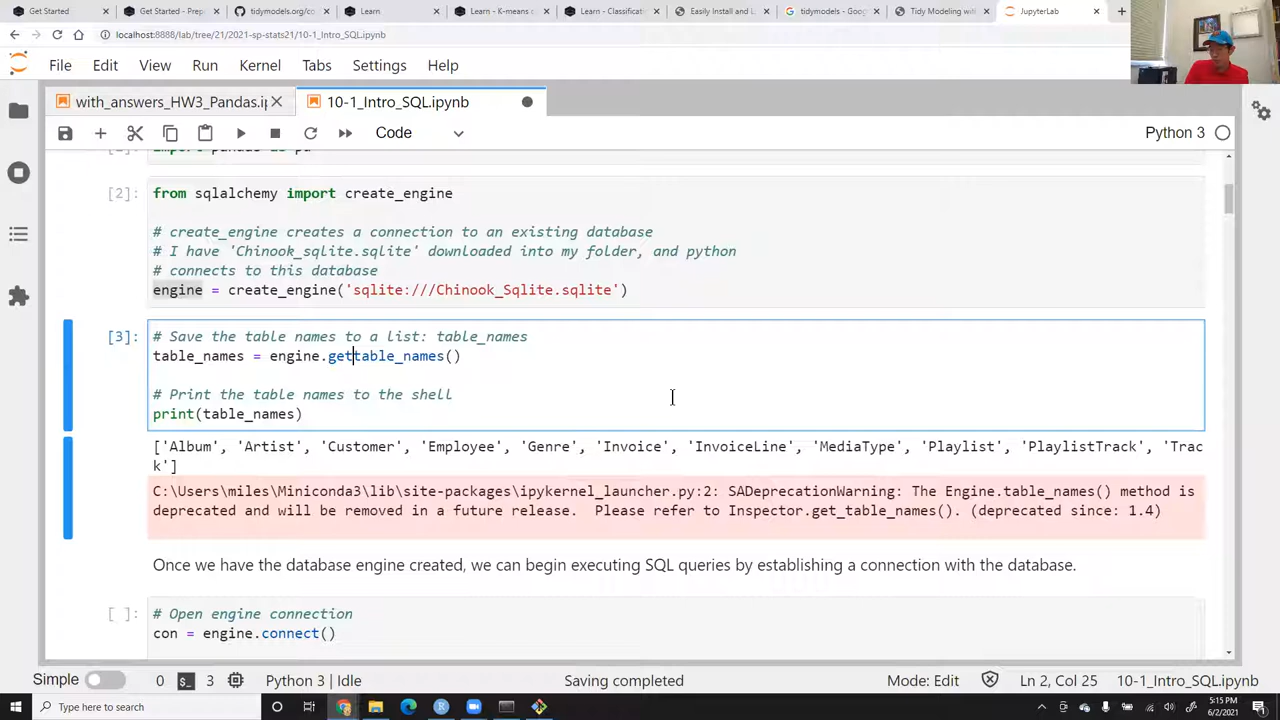 Get Started
Get Started - Prepa
tidymodels.org/co
Learn
Learn - K-means c
Learn - Classificat
Easily Install and L
tidymodels - Goog
Tidy Modeling wit
JupyterLab
localhost:8888/lab/tree/21/2021-sp-stats21/10-1_Intro_SQL.ipynb
File Edit View Run Kernel Tabs Settings Help
with_answers_HW3_Pandas.ip
10-1_Intro_SQL.ipynb
Code
Python 3
import pandas as pd
[2]: from sqlalchemy import create_engine
# create_engine creates a connection to an existing database
# I have 'Chinook_sqlite.sqlite' downloaded into my folder, and python
# connects to this database
engine = create_engine('sqlite:///Chinook_Sqlite.sqlite')
[3]: # Save the table names to a list: table_names
table_names = engine.gettable_names()
# Print the table names to the shell
print(table_names)
['Album', 'Artist', 'Customer', 'Employee', 'Genre', 'Invoice', 'InvoiceLine', 'MediaType', 'Playlist', 'PlaylistTrack', 'Trac
k']
C:\Users\miles\Miniconda3\lib\site-packages\ipykernel_launcher.py:2: SADeprecationWarning: The Engine.table_names() method is
deprecated and will be removed in a future release.  Please refer to Inspector.get_table_names(). (deprecated since: 1.4)
Once we have the database engine created, we can begin executing SQL queries by establishing a connection with the database.
[ ]: # Open engine connection
con = engine.connect()
Simple 0 3 Python 3 | Idle Saving completed Mode: Edit Ln 2, Col 25 10-1_Intro_SQL.ipynb
Type here to search
5:15 PM
6/2/2021